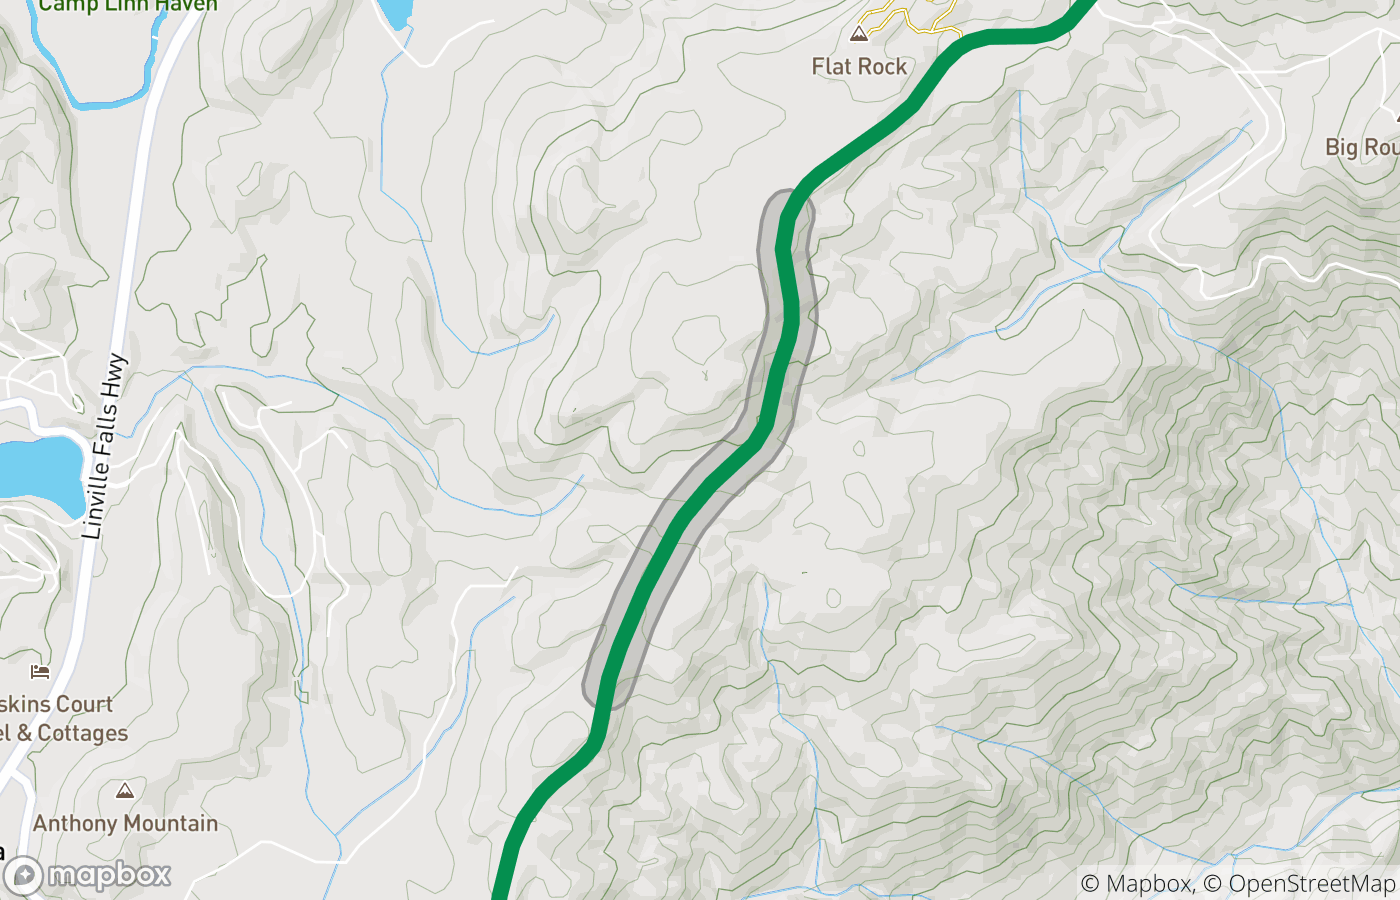 Camp Linn Haven
Flat Rock
Big Rou
Linville Falls Hwy
skins Court
el & Cottages
Anthony Mountain
a
mapbox
© Mapbox, © OpenStreetMap